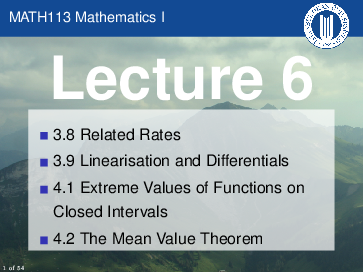 MATH113 Mathematics I
Lecture 6
3.8 Related Rates
3.9 Linearisation and Differentials
4.1 Extreme Values of Functions on
Closed Intervals
4.2 The Mean Value Theorem
1 of 54